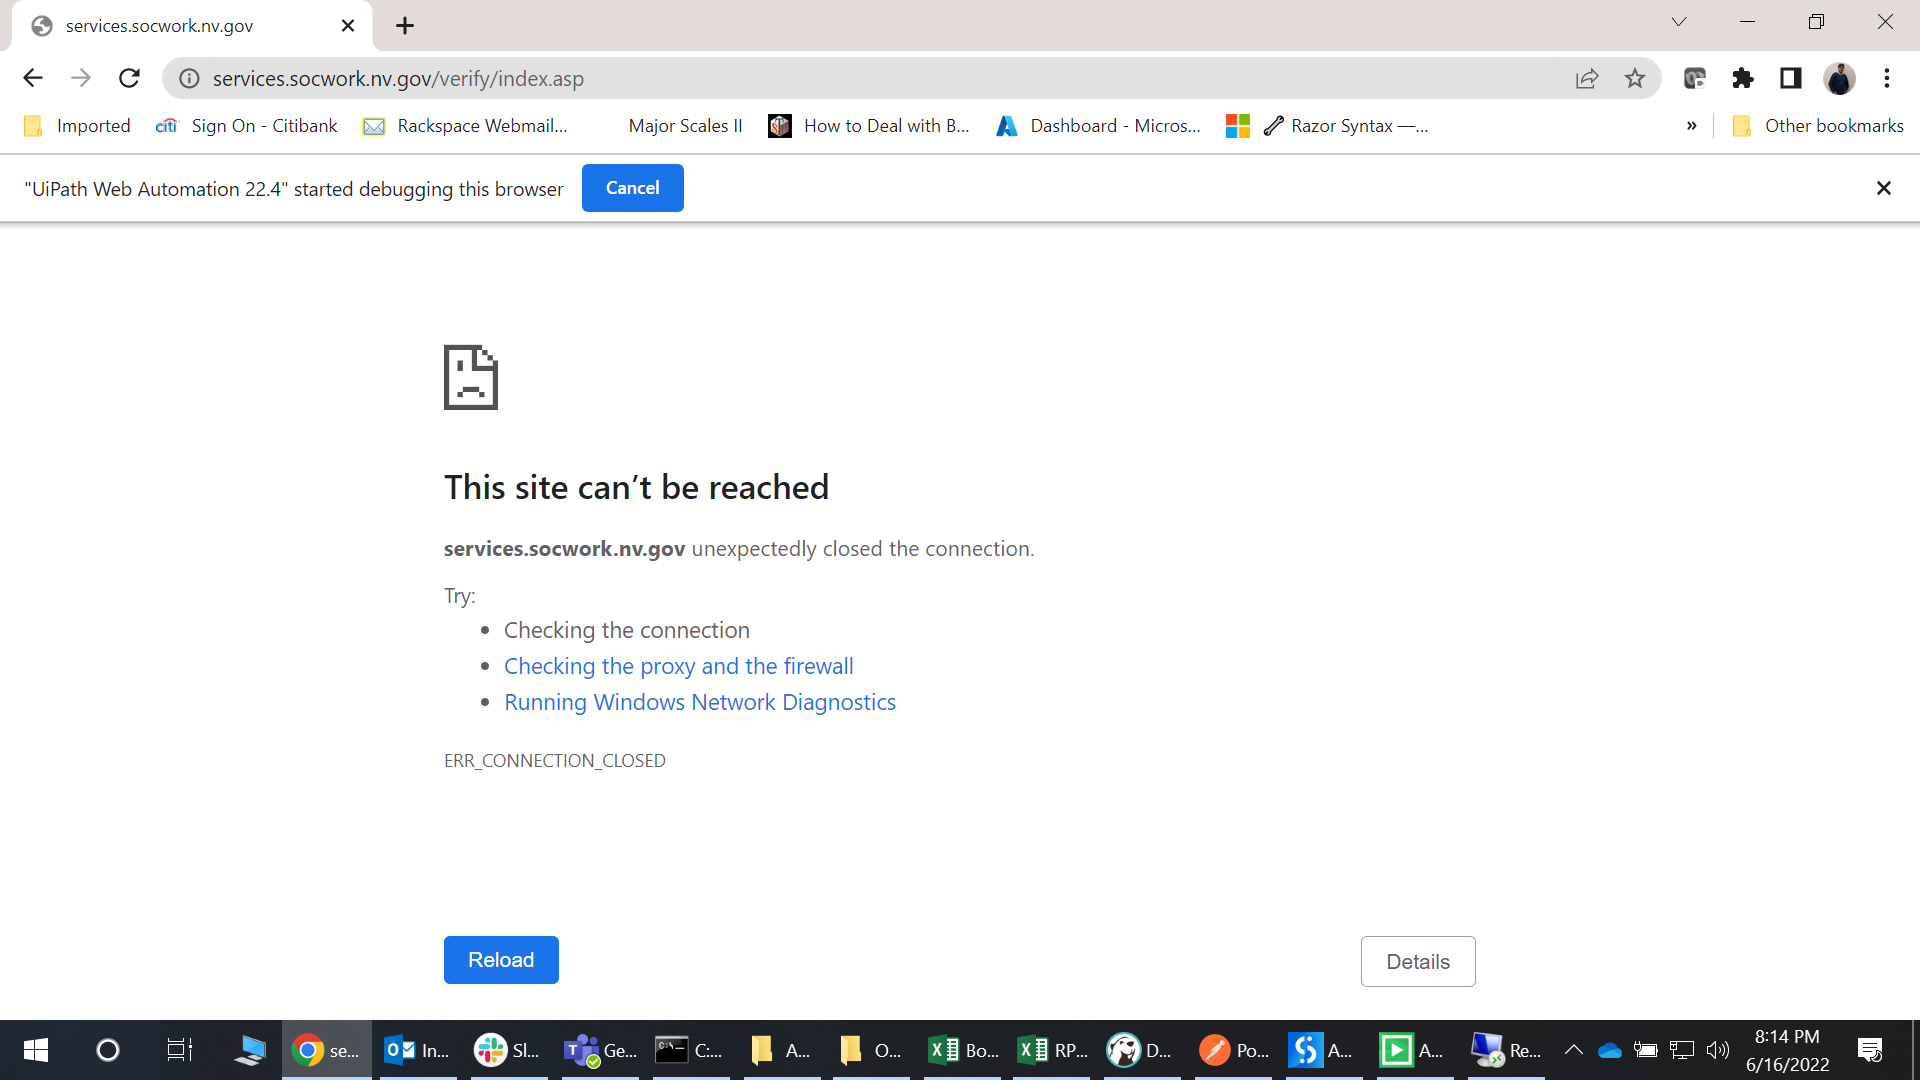 services.socwork.nv.gov
services.socwork.nv.gov/verify/index.asp
Imported citi Sign On - Citibank Rackspace Webmail... Major Scales II How to Deal with B... Dashboard - Micros... Razor Syntax —... » Other bookmarks
"UiPath Web Automation 22.4" started debugging this browser Cancel
This site can’t be reached
services.socwork.nv.gov unexpectedly closed the connection.
Try:
• Checking the connection
• Checking the proxy and the firewall
• Running Windows Network Diagnostics
ERR_CONNECTION_CLOSED
Reload Details
se... In... Sl... Ge... C:... A... O... Bo... RP... D... Po... A... A... Re... 8:14 PM
6/16/2022